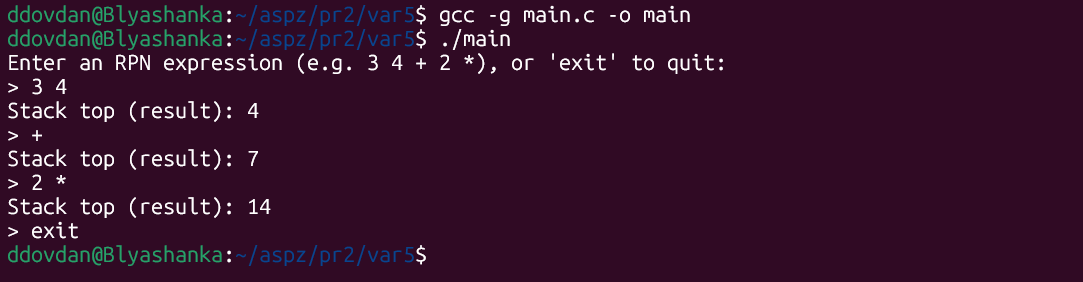 ddovdan@Blyashanka:~/aspz/pr2/var5$ gcc -g main.c -o main
ddovdan@Blyashanka:~/aspz/pr2/var5$ ./main
Enter an RPN expression (e.g. 3 4 + 2 *), or 'exit' to quit:
> 3 4
Stack top (result): 4
> +
Stack top (result): 7
> 2 *
Stack top (result): 14
> exit
ddovdan@Blyashanka:~/aspz/pr2/var5$